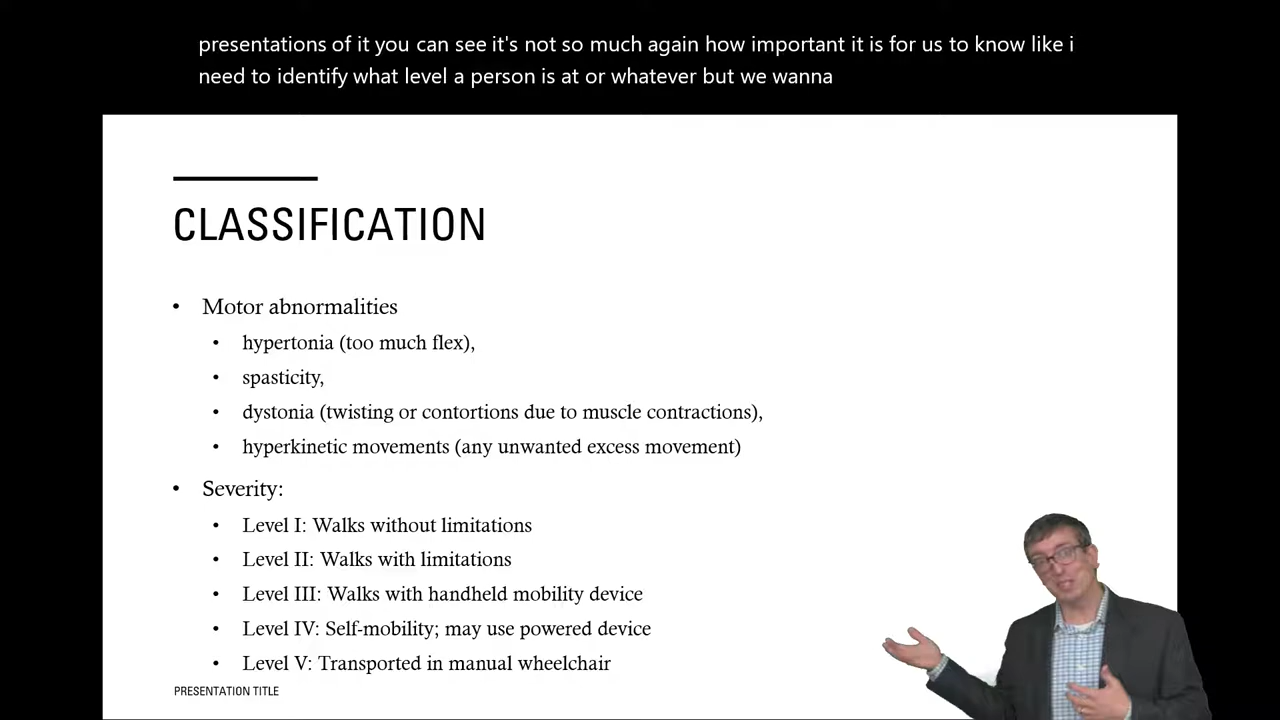 presentations of it you can see it's not so much again how important it is for us to know like i
need to identify what level a person is at or whatever but we wanna
CLASSIFICATION
• Motor abnormalities
• hypertonia (too much flex),
• spasticity,
• dystonia (twisting or contortions due to muscle contractions),
• hyperkinetic movements (any unwanted excess movement)
• Severity:
• Level I: Walks without limitations
• Level II: Walks with limitations
• Level III: Walks with handheld mobility device
• Level IV: Self-mobility; may use powered device
• Level V: Transported in manual wheelchair
PRESENTATION TITLE